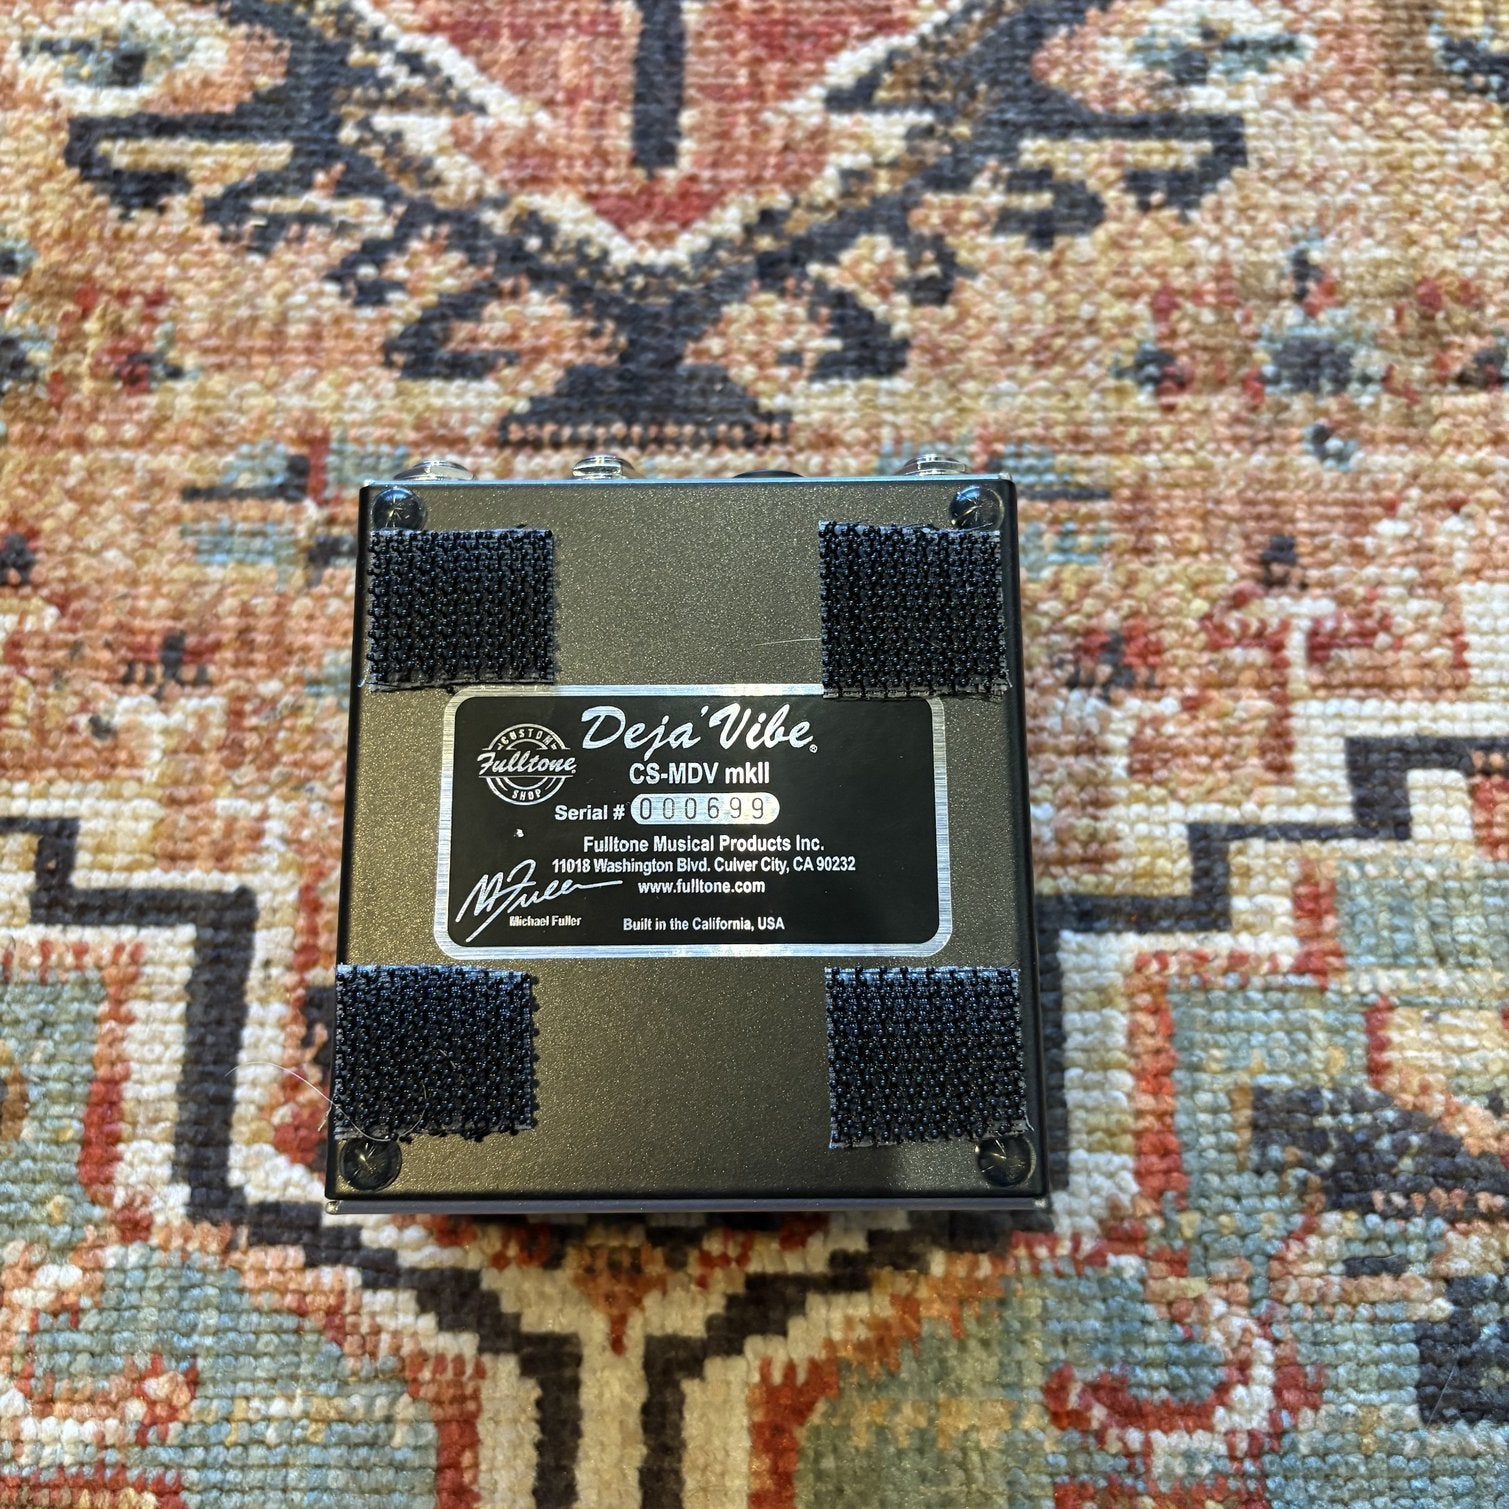 Deja' Vibe®
CUSTOM
Fulltone
SHOP
CS-MDV mkII
Serial # 000699
Fulltone Musical Products Inc.
11018 Washington Blvd. Culver City, CA 90232
www.fulltone.com
M Fuller
Michael Fuller
Built in the California, USA